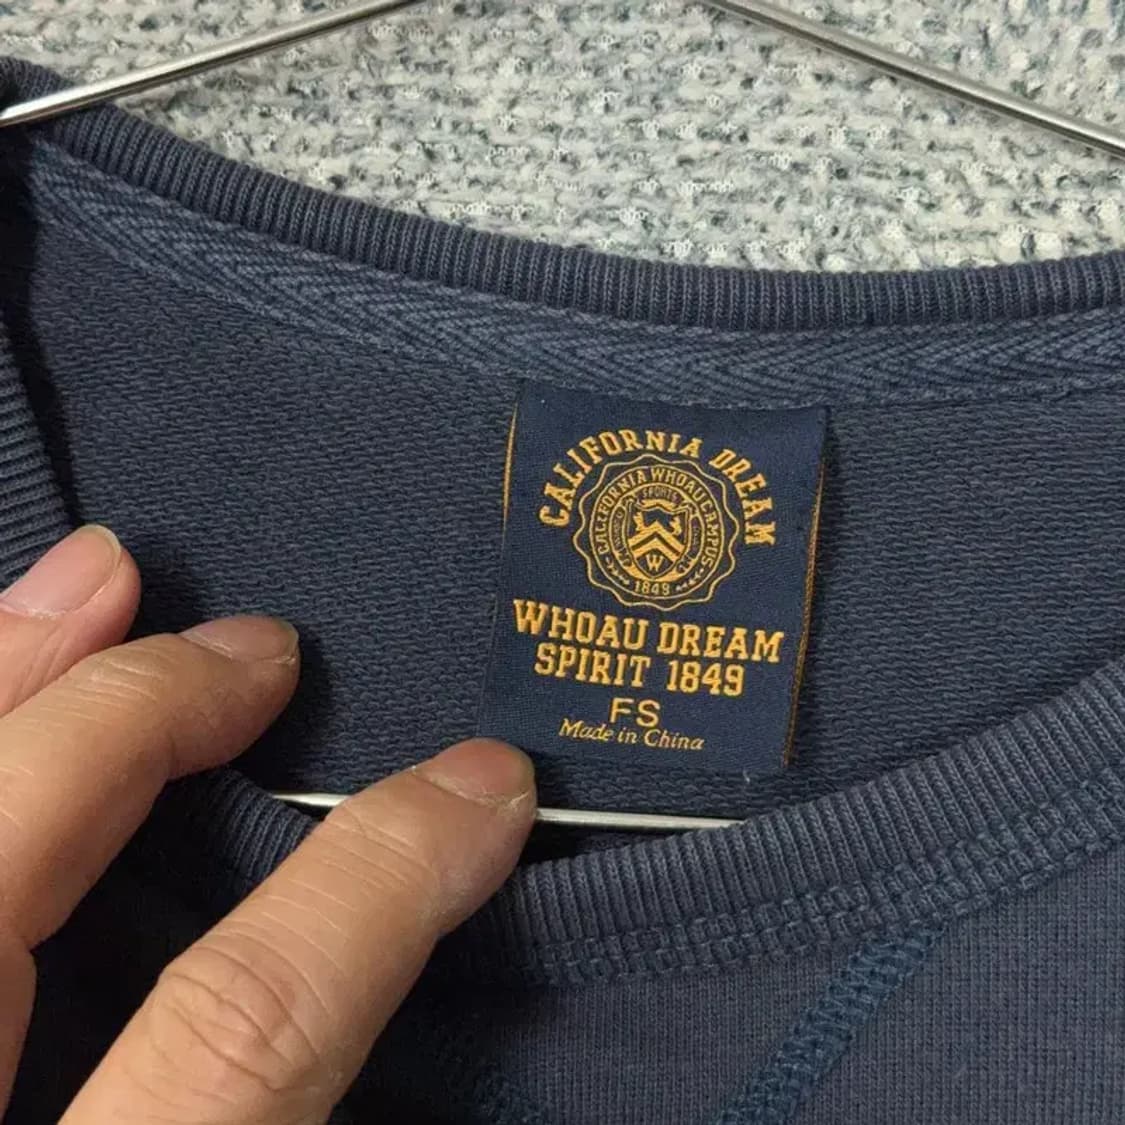 CALIFORNIA DREAM
CALIFORNIA WHOAU CAMPUS
SPORTS
W
1849
WHOAU DREAM
SPIRIT 1849
FS
Made in China